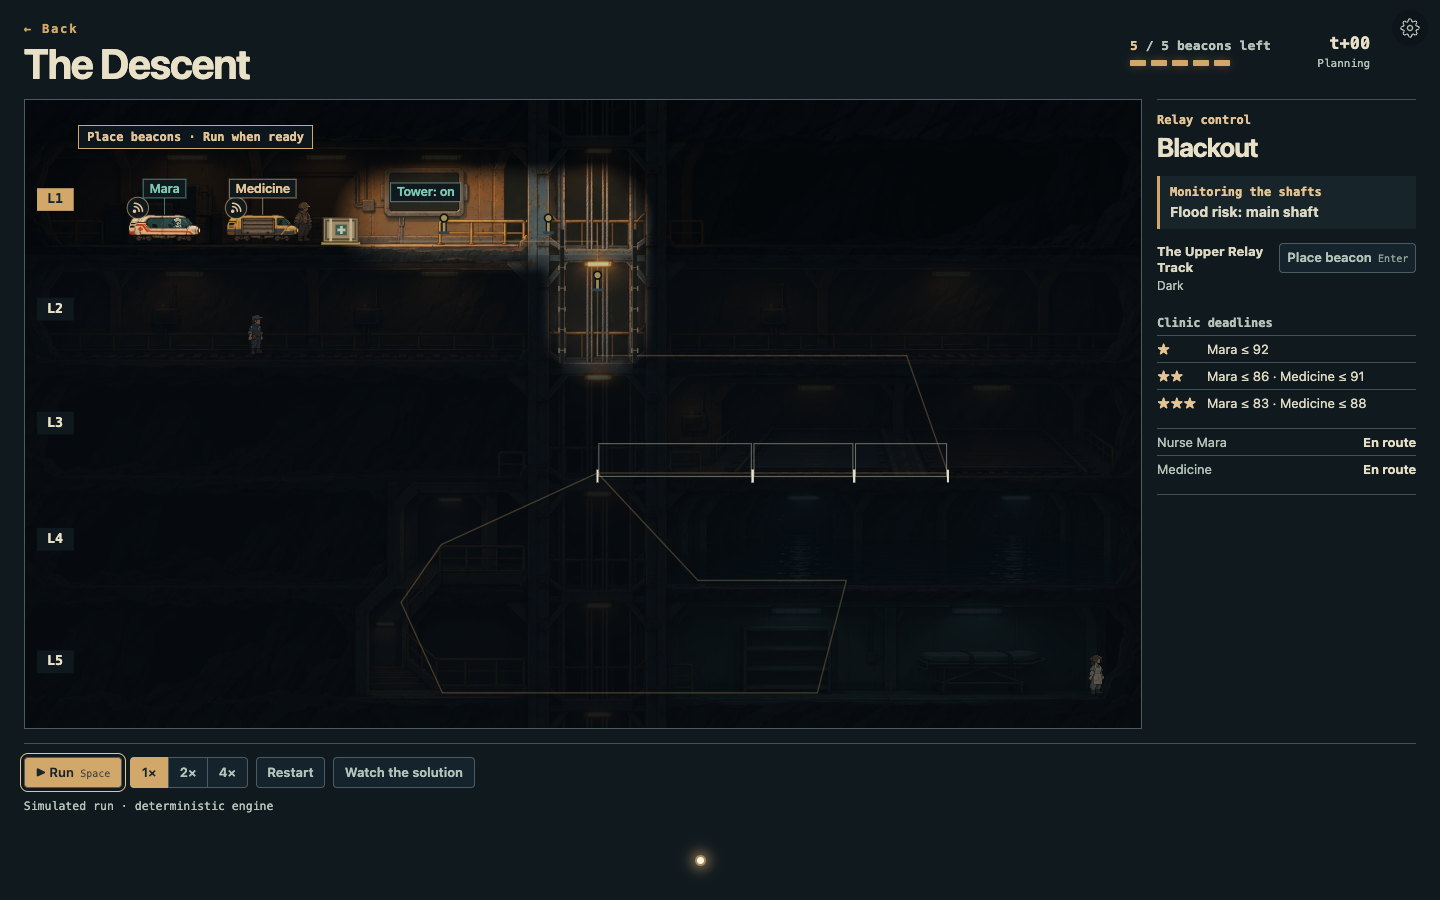 ← Back
The Descent
5 / 5 beacons left
t+00
Planning
Place beacons · Run when ready
L1
Mara
Medicine
Tower: on
L2
L3
L4
L5
Relay control
Blackout
Monitoring the shafts
Flood risk: main shaft
The Upper Relay
Track
Dark
Place beacon Enter
Clinic deadlines
★ Mara ≤ 92
★★ Mara ≤ 86 · Medicine ≤ 91
★★★ Mara ≤ 83 · Medicine ≤ 88
Nurse Mara En route
Medicine En route
▶ Run Space
1×
2×
4×
Restart
Watch the solution
Simulated run · deterministic engine